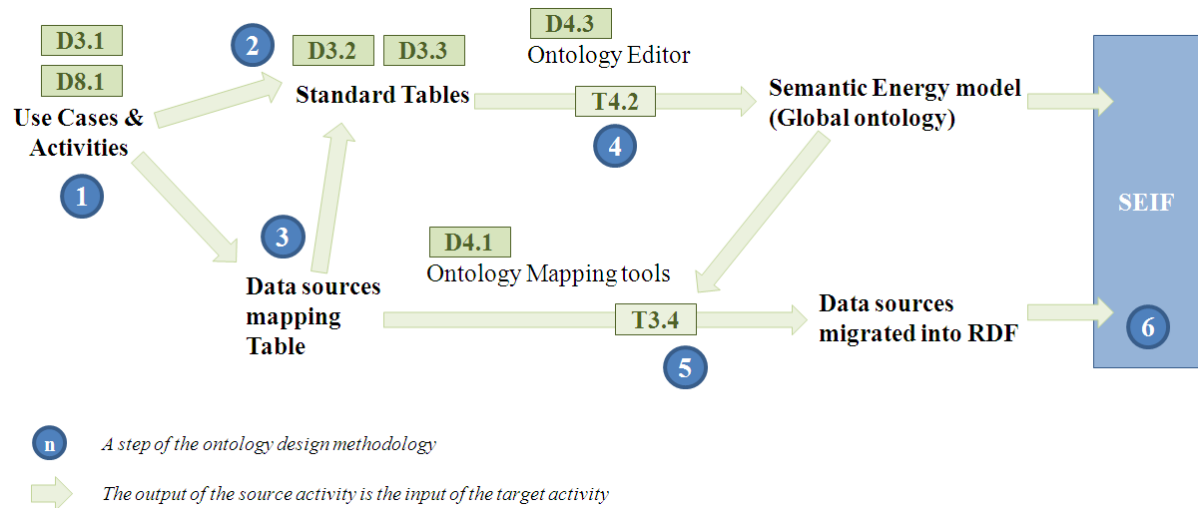 D3.1
D8.1
Use Cases &
Activities
1
2
D3.2 D3.3
Standard Tables
D4.3
Ontology Editor
T4.2
4
Semantic Energy model
(Global ontology)
SEIF
3
Data sources
mapping
Table
D4.1
Ontology Mapping tools
T3.4
5
Data sources
migrated into RDF
6
n A step of the ontology design methodology
The output of the source activity is the input of the target activity